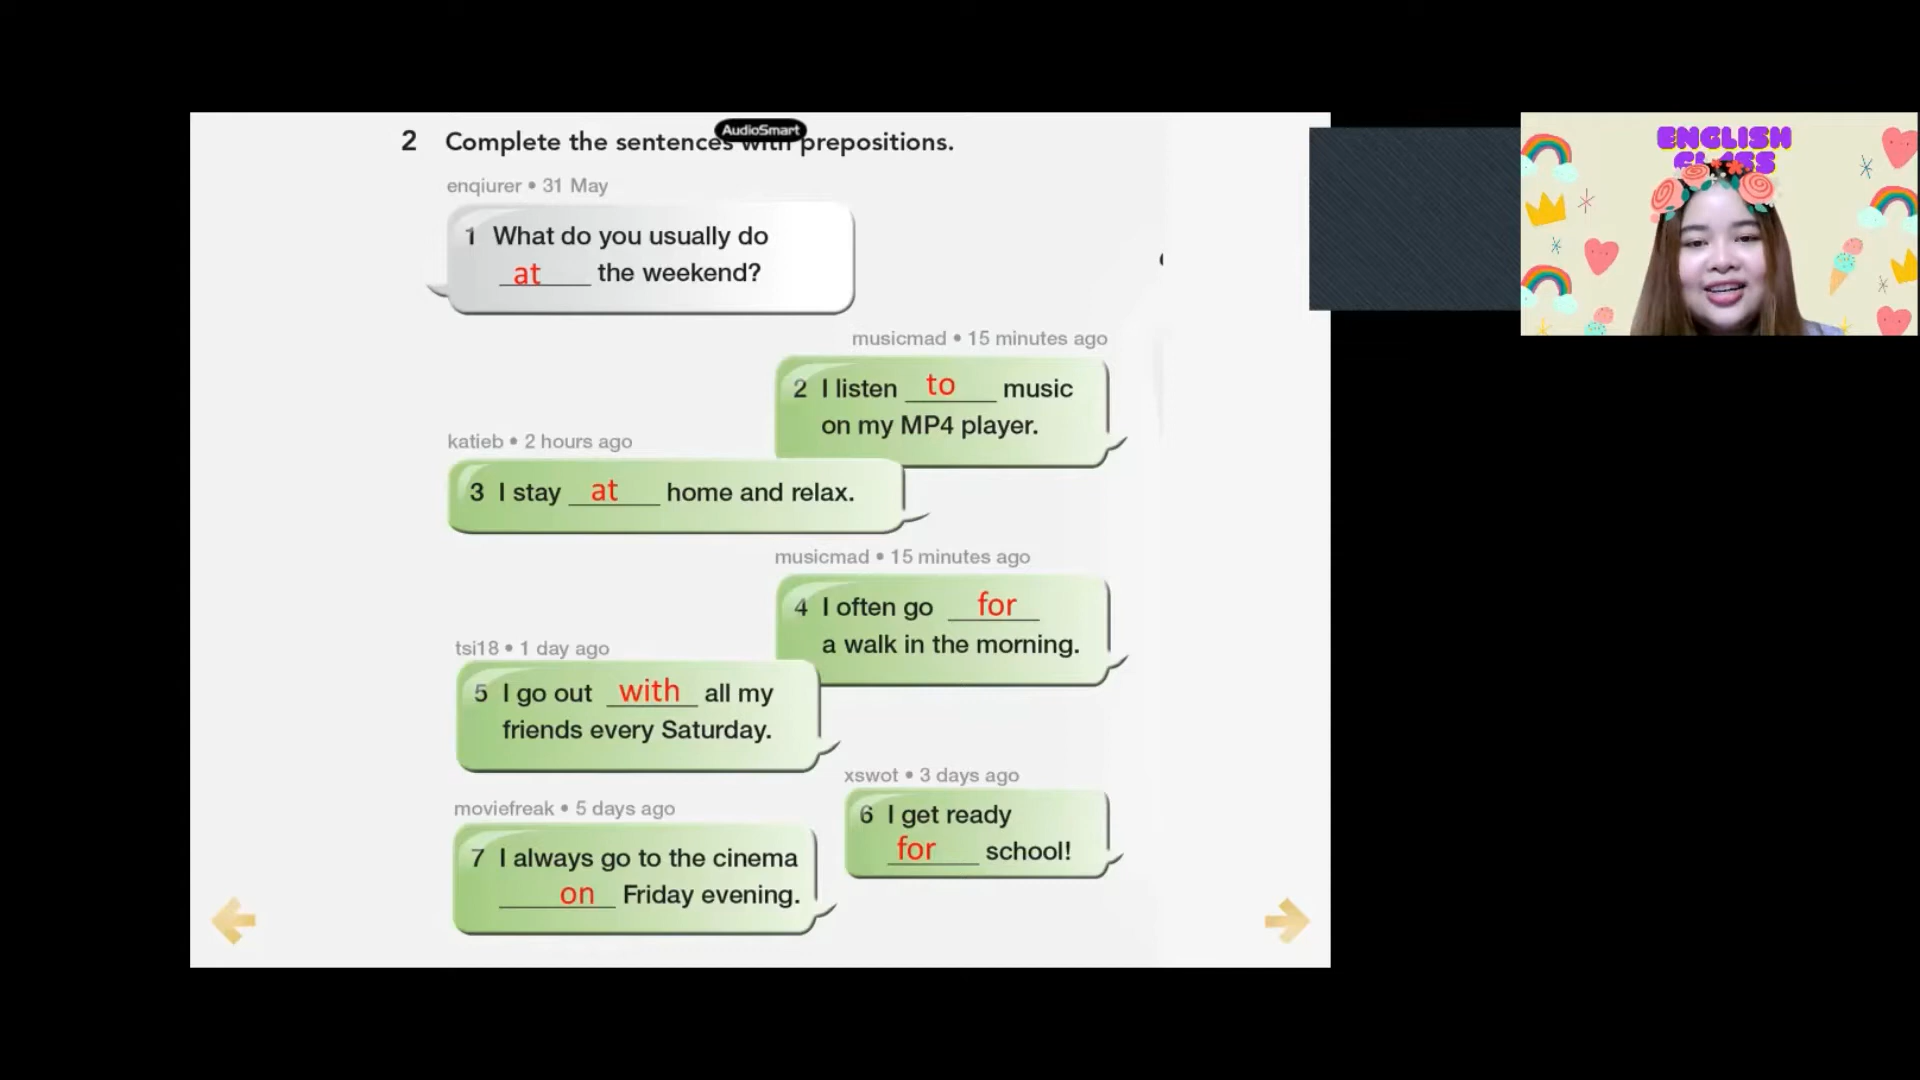 AudioSmart
2 Complete the sentences with prepositions.
enqiurer • 31 May
1 What do you usually do
at the weekend?
musicmad • 15 minutes ago
2 I listen to music
on my MP4 player.
katieb • 2 hours ago
3 I stay at home and relax.
musicmad • 15 minutes ago
4 I often go for
a walk in the morning.
tsi18 • 1 day ago
5 I go out with all my
friends every Saturday.
xswot • 3 days ago
6 I get ready
for school!
moviefreak • 5 days ago
7 I always go to the cinema
on Friday evening.
ENGLISH
CLASS